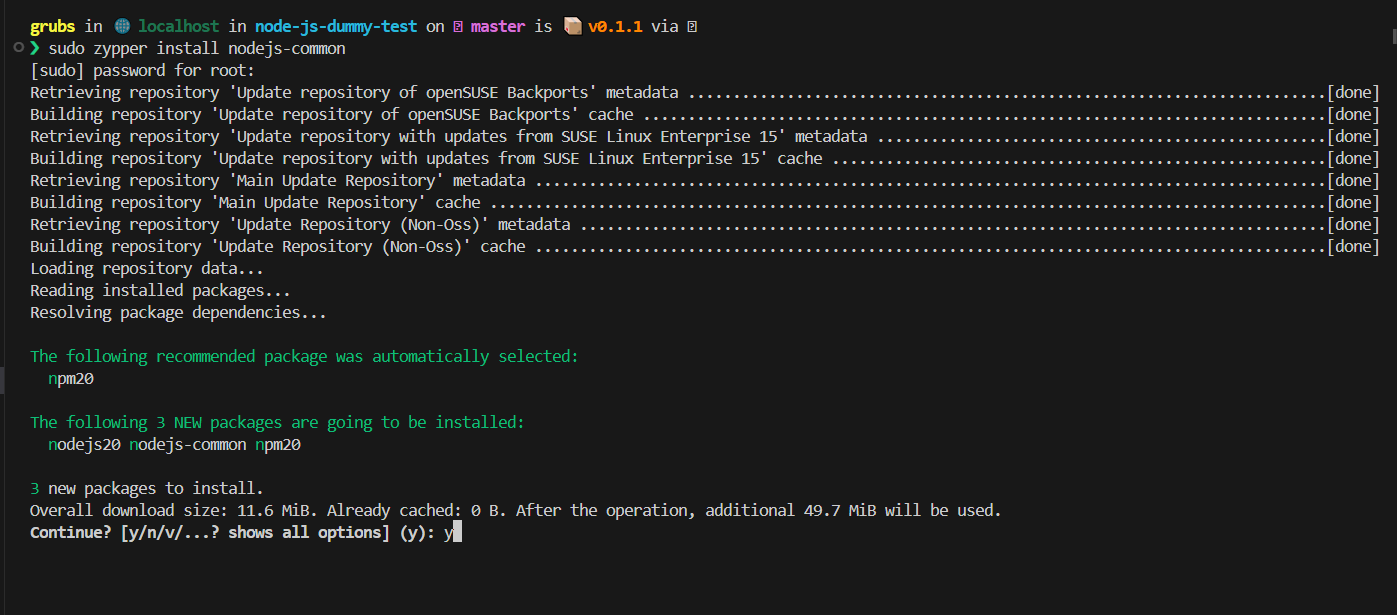 grubs in 🌐 localhost in node-js-dummy-test on master is 📦 v0.1.1 via
❯ sudo zypper install nodejs-common
[sudo] password for root:
Retrieving repository 'Update repository of openSUSE Backports' metadata .......................................................................[done]
Building repository 'Update repository of openSUSE Backports' cache ............................................................................[done]
Retrieving repository 'Update repository with updates from SUSE Linux Enterprise 15' metadata ..................................................[done]
Building repository 'Update repository with updates from SUSE Linux Enterprise 15' cache .......................................................[done]
Retrieving repository 'Main Update Repository' metadata ........................................................................................[done]
Building repository 'Main Update Repository' cache .............................................................................................[done]
Retrieving repository 'Update Repository (Non-Oss)' metadata ...................................................................................[done]
Building repository 'Update Repository (Non-Oss)' cache ........................................................................................[done]
Loading repository data...
Reading installed packages...
Resolving package dependencies...
The following recommended package was automatically selected:
npm20
The following 3 NEW packages are going to be installed:
nodejs20 nodejs-common npm20
3 new packages to install.
Overall download size: 11.6 MiB. Already cached: 0 B. After the operation, additional 49.7 MiB will be used.
Continue? [y/n/v/...? shows all options] (y): y